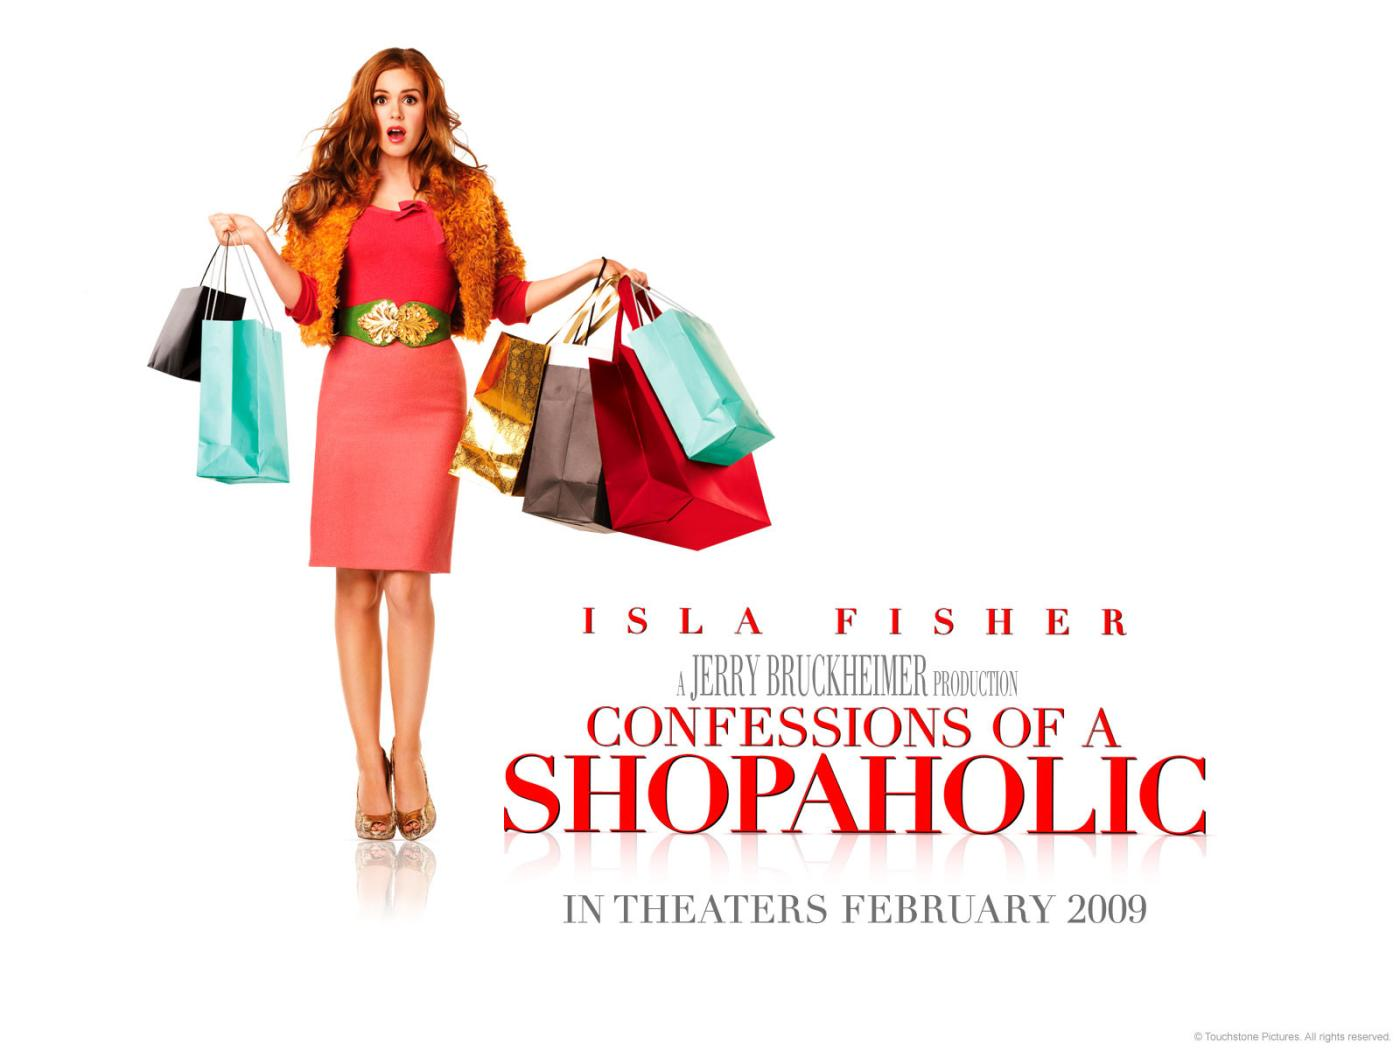 ISLA FISHER
A JERRY BRUCKHEIMER PRODUCTION
CONFESSIONS OF A
SHOPAHOLIC
IN THEATERS FEBRUARY 2009
© Touchstone Pictures. All rights reserved.